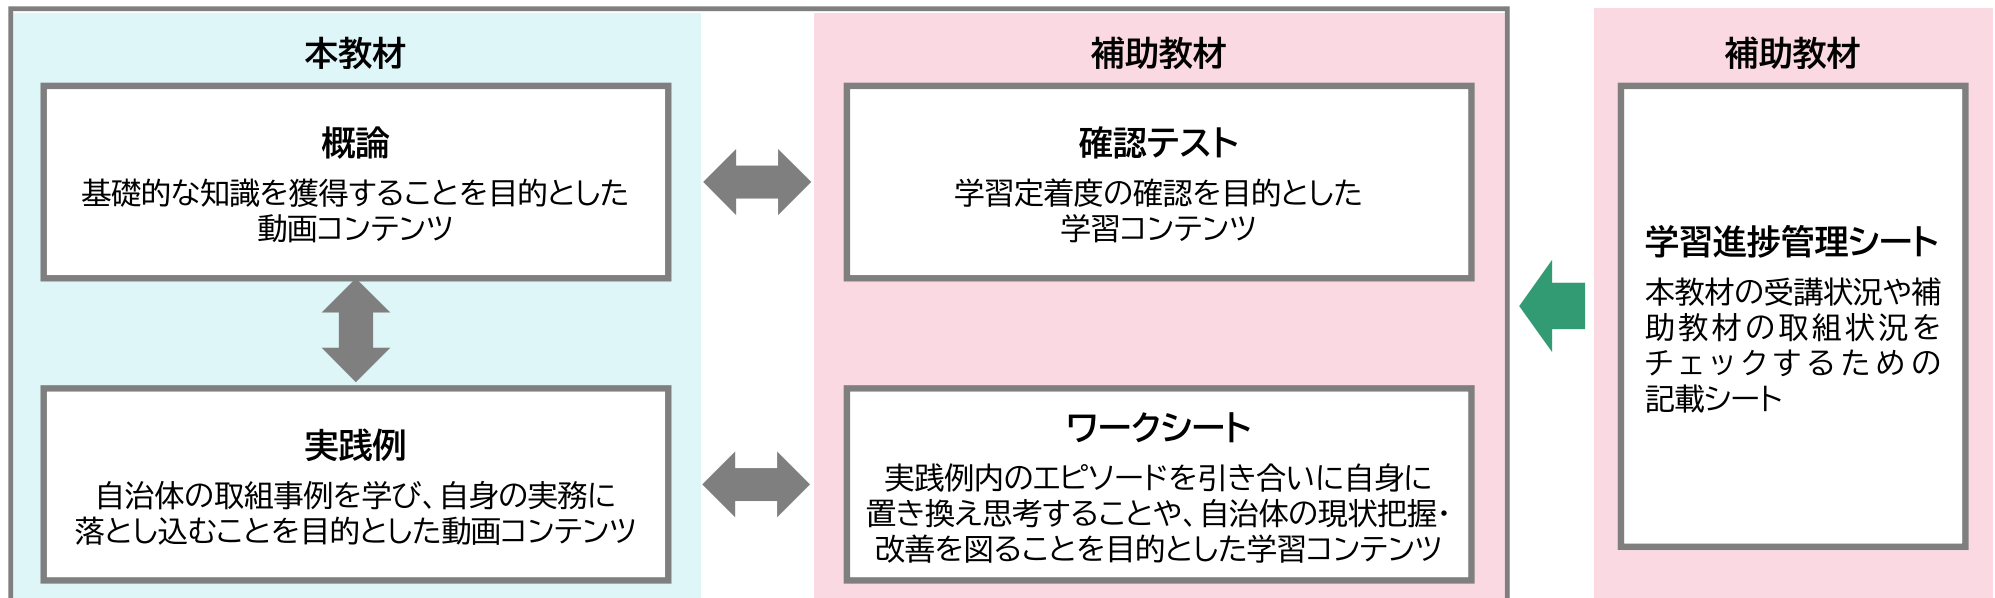 本教材
概論
基礎的な知識を獲得することを目的とした
動画コンテンツ
実践例
自治体の取組事例を学び、自身の実務に
落とし込むことを目的とした動画コンテンツ
補助教材
確認テスト
学習定着度の確認を目的とした
学習コンテンツ
ワークシート
実践例内のエピソードを引き合いに自身に
置き換え思考することや、自治体の現状把握・
改善を図ることを目的とした学習コンテンツ
補助教材
学習進捗管理シート
本教材の受講状況や補
助教材の取組状況を
チェックするための
記載シート